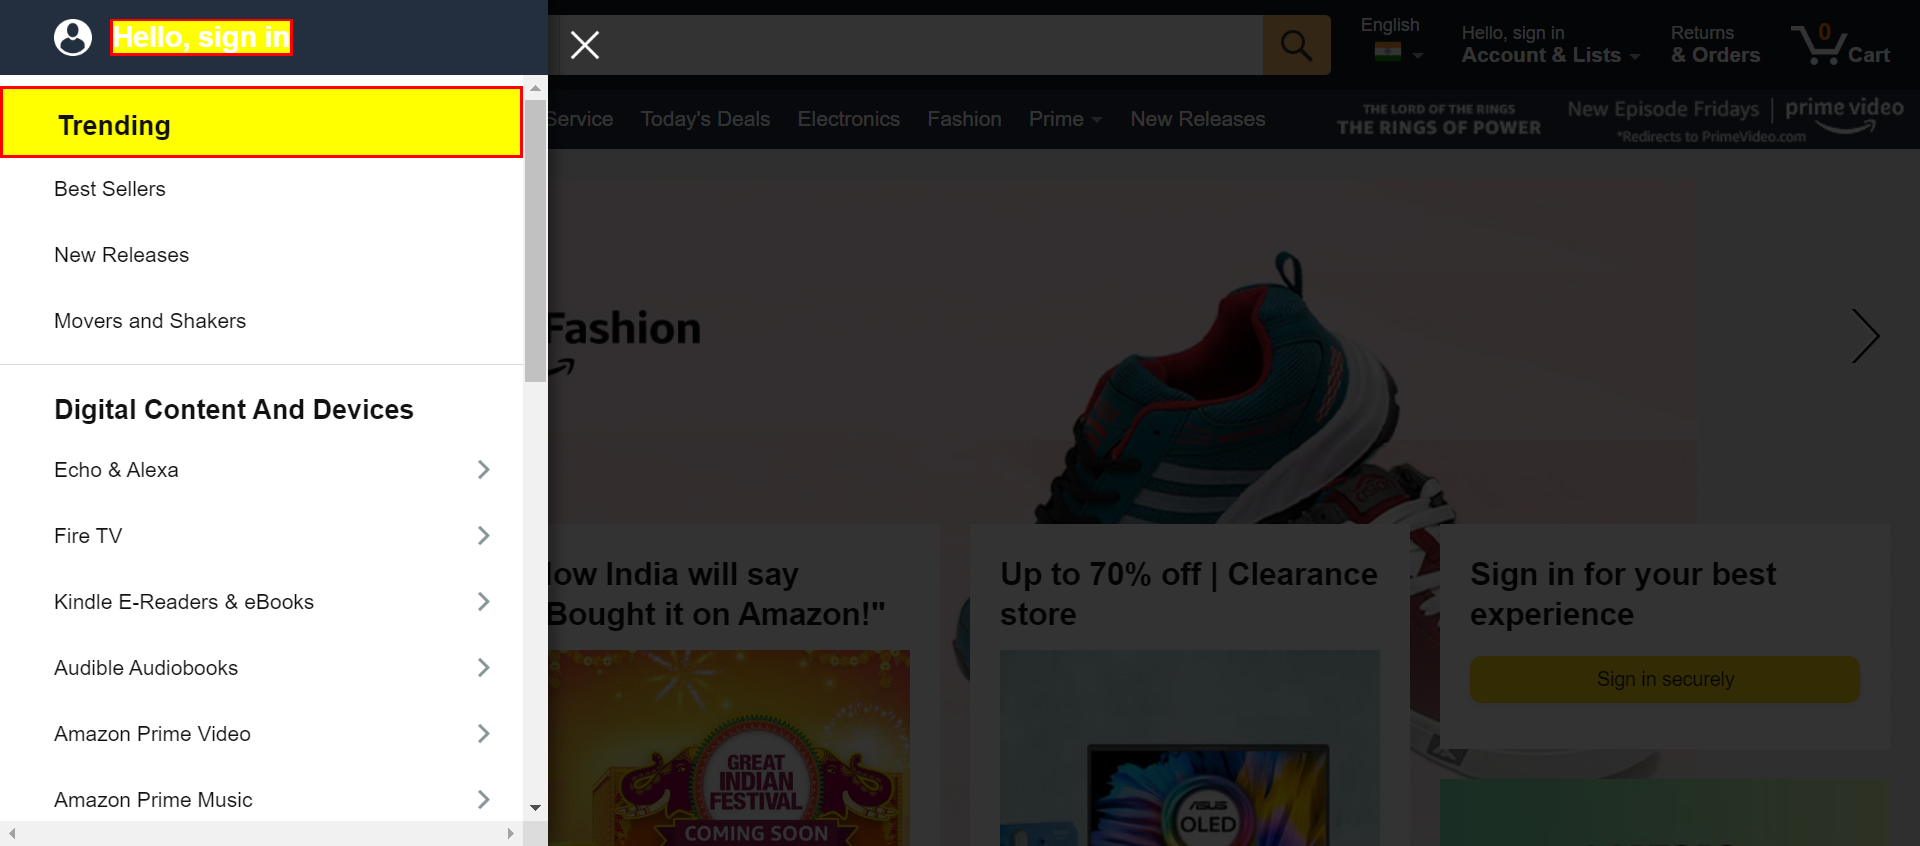 Hello, sign in
Trending
Best Sellers
New Releases
Movers and Shakers
Digital Content And Devices
Echo & Alexa
Fire TV
Kindle E-Readers & eBooks
Audible Audiobooks
Amazon Prime Video
Amazon Prime Music
English
Hello, sign in
Account & Lists
Returns
& Orders
0
Cart
Service
Today's Deals
Electronics
Fashion
Prime
New Releases
THE LORD OF THE RINGS
THE RINGS OF POWER
New Episode Fridays
prime video
*Redirects to PrimeVideo.com
Fashion
How India will say
Bought it on Amazon!"
GREAT
INDIAN
FESTIVAL
COMING SOON
Up to 70% off | Clearance
store
ASUS
OLED
Sign in for your best
experience
Sign in securely